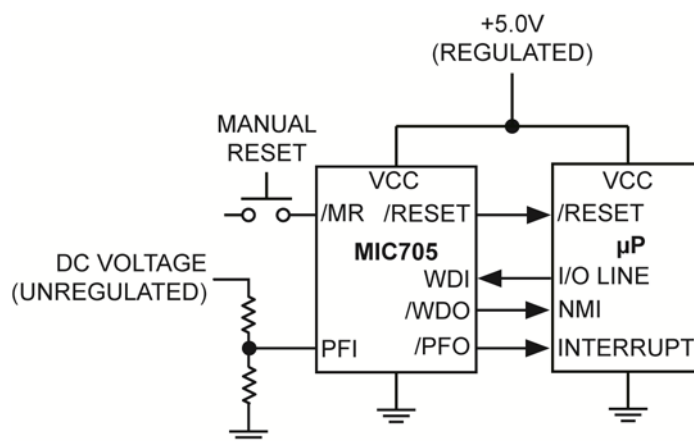 +5.0V
(REGULATED)
MANUAL
RESET
VCC
VCC
/MR
/RESET
/RESET
MIC705
µP
DC VOLTAGE
(UNREGULATED)
WDI
I/O LINE
/WDO
NMI
PFI
/PFO
INTERRUPT